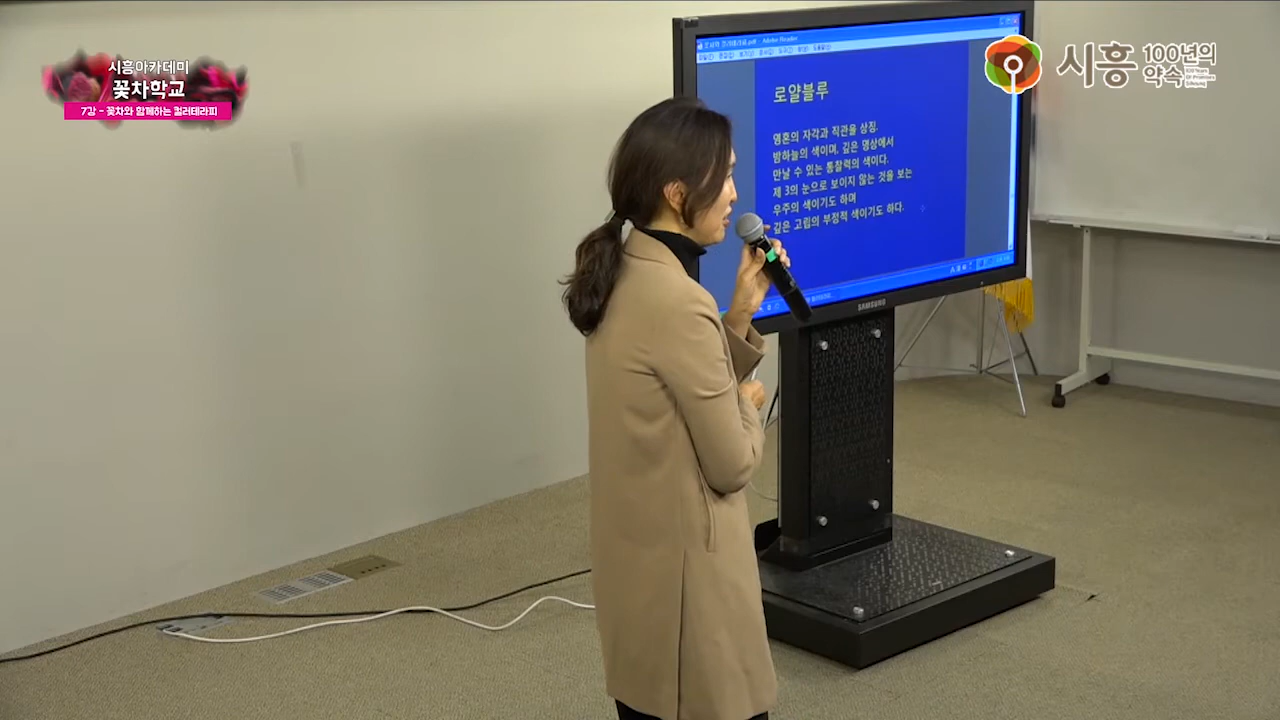 시흥아카데미
꽃차학교
7강 - 꽃차와 함께하는 컬러테라피
시흥
100년의
약속
로얄블루
영혼의 자각과 직관을 상징.
밤하늘의 색이며, 깊은 명상에서
만날 수 있는 통찰력의 색이다.
제 3의 눈으로 보이지 않는 것을 보는
우주의 색이기도 하며
깊은 고립의 부정적 색이기도 하다.
SAMSUNG